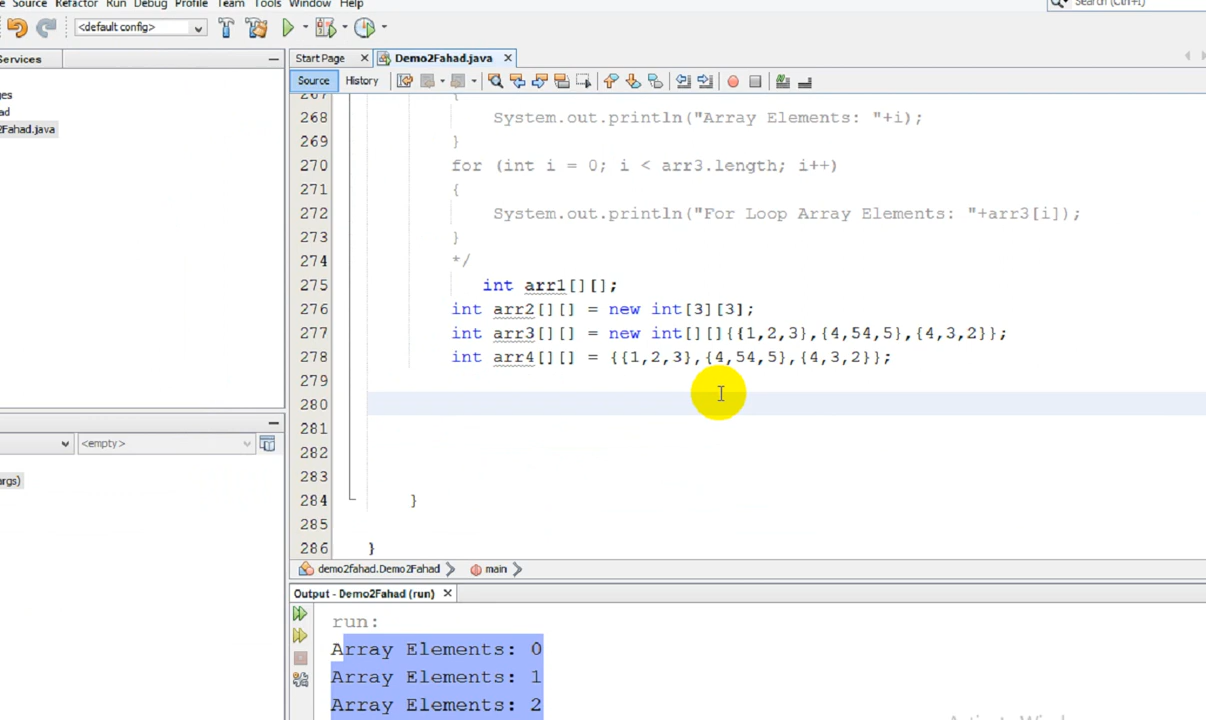 Source Refactor Run Debug Profile Team Tools Window Help
Search (Ctrl+I)
<default config>
Services
Start Page
Demo2Fahad.java
Source
History
2Fahad.java
268 System.out.println("Array Elements: "+i);
269 }
270 for (int i = 0; i < arr3.length; i++)
271 {
272 System.out.println("For Loop Array Elements: "+arr3[i]);
273 }
274 */
275 int arr1[][];
276 int arr2[][] = new int[3][3];
277 int arr3[][] = new int[][]{{1,2,3},{4,54,5},{4,3,2}};
278 int arr4[][] = {{1,2,3},{4,54,5},{4,3,2}};
279
280
281
282
283
284 }
285
286 }
<empty>
args)
demo2fahad.Demo2Fahad
main
Output - Demo2Fahad (run)
run:
Array Elements: 0
Array Elements: 1
Array Elements: 2